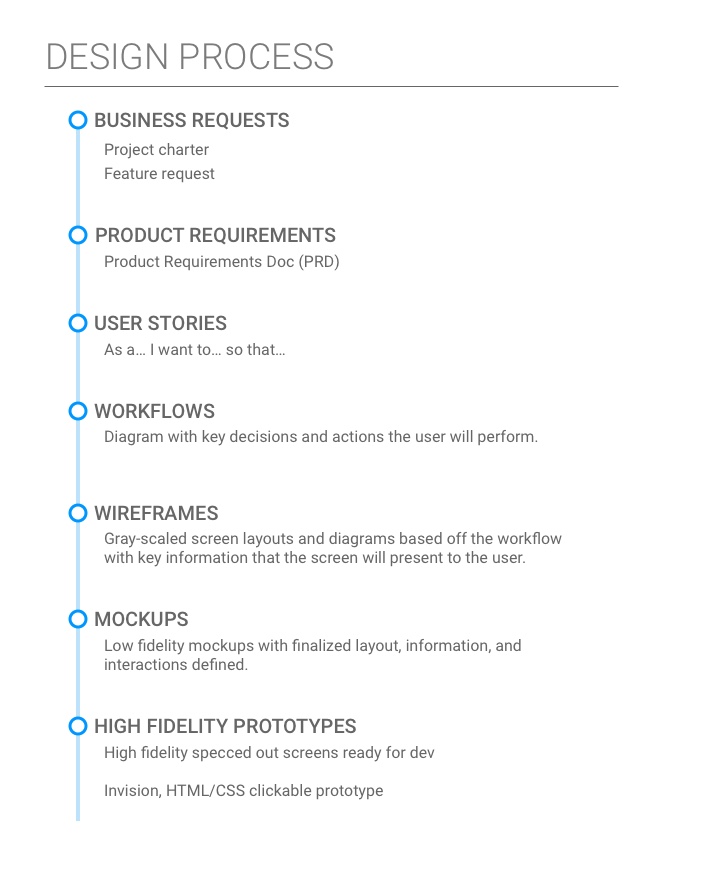 DESIGN PROCESS
BUSINESS REQUESTS
Project charter
Feature request
PRODUCT REQUIREMENTS
Product Requirements Doc (PRD)
USER STORIES
As a... I want to... so that...
WORKFLOWS
Diagram with key decisions and actions the user will perform.
WIREFRAMES
Gray-scaled screen layouts and diagrams based off the workflow
with key information that the screen will present to the user.
MOCKUPS
Low fidelity mockups with finalized layout, information, and
interactions defined.
HIGH FIDELITY PROTOTYPES
High fidelity specced out screens ready for dev
Invision, HTML/CSS clickable prototype